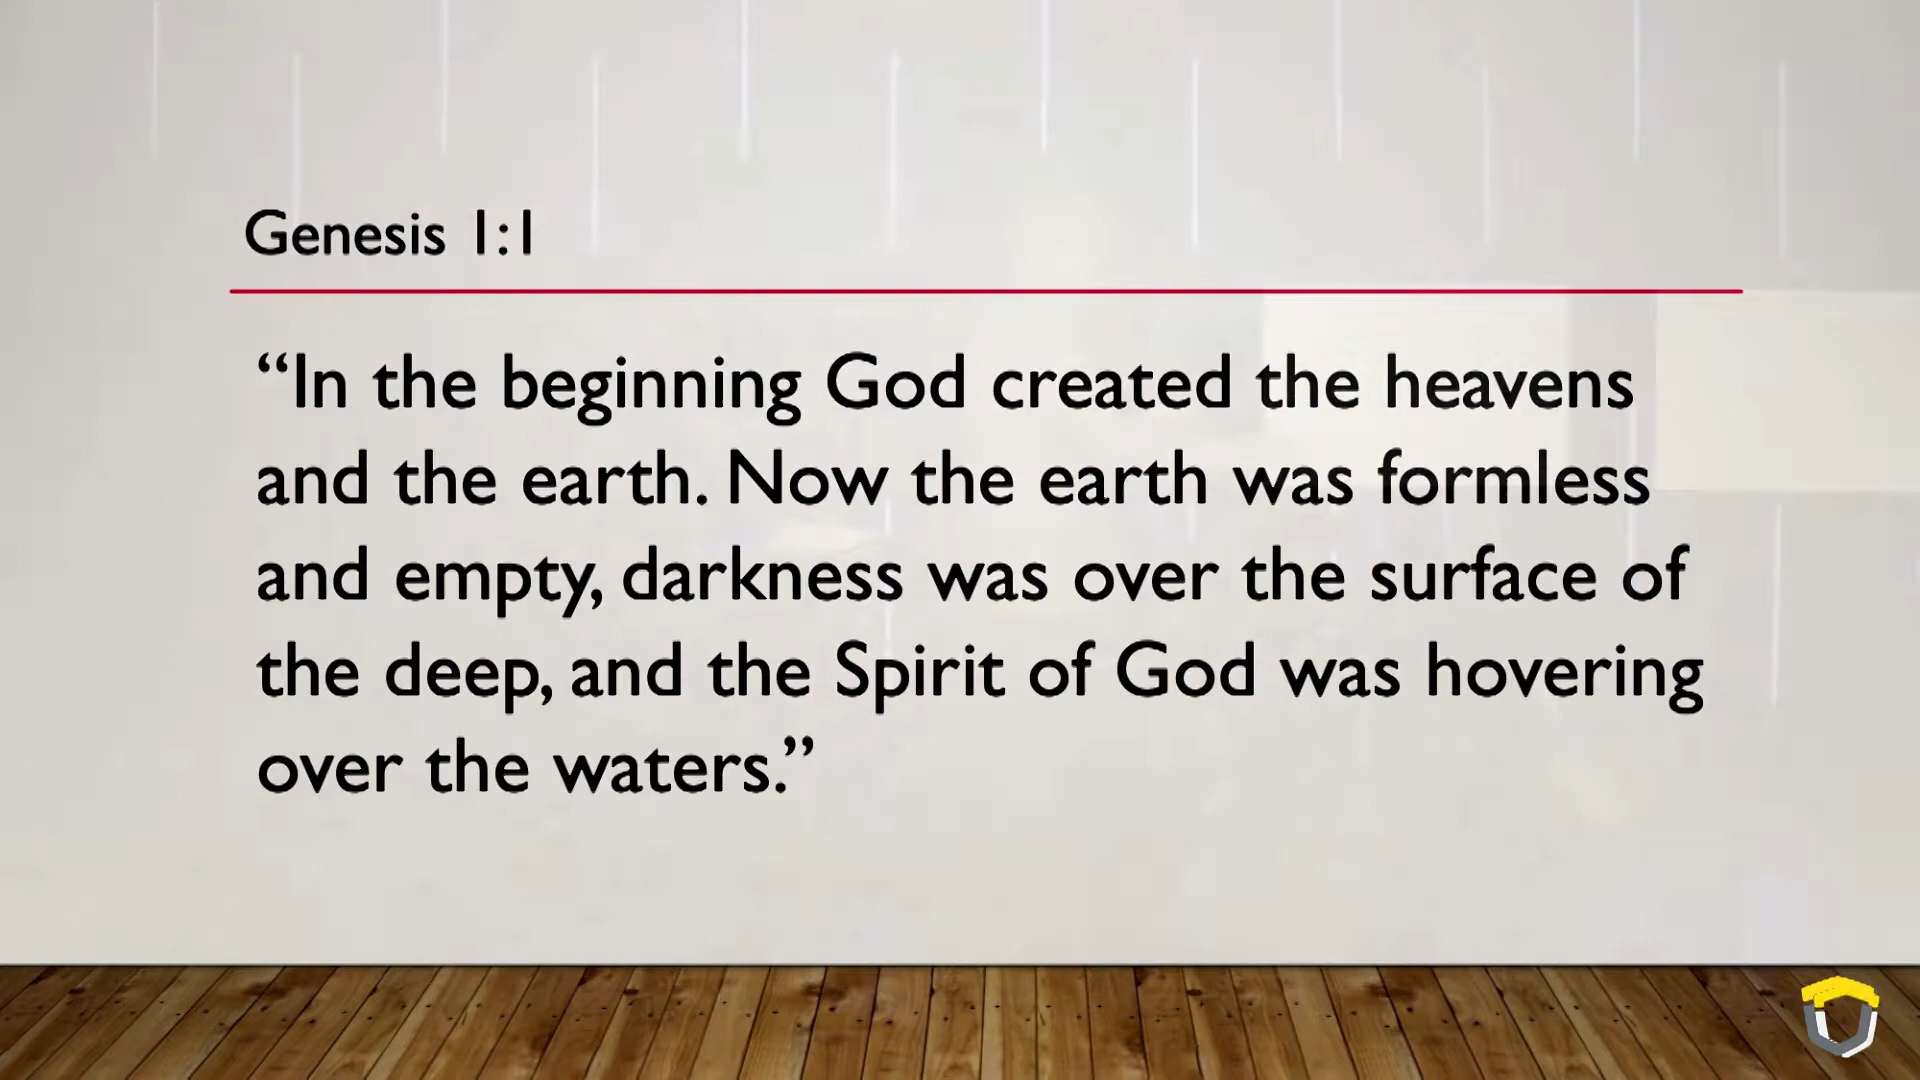 Genesis 1:1
“In the beginning God created the heavens
and the earth. Now the earth was formless
and empty, darkness was over the surface of
the deep, and the Spirit of God was hovering
over the waters.”